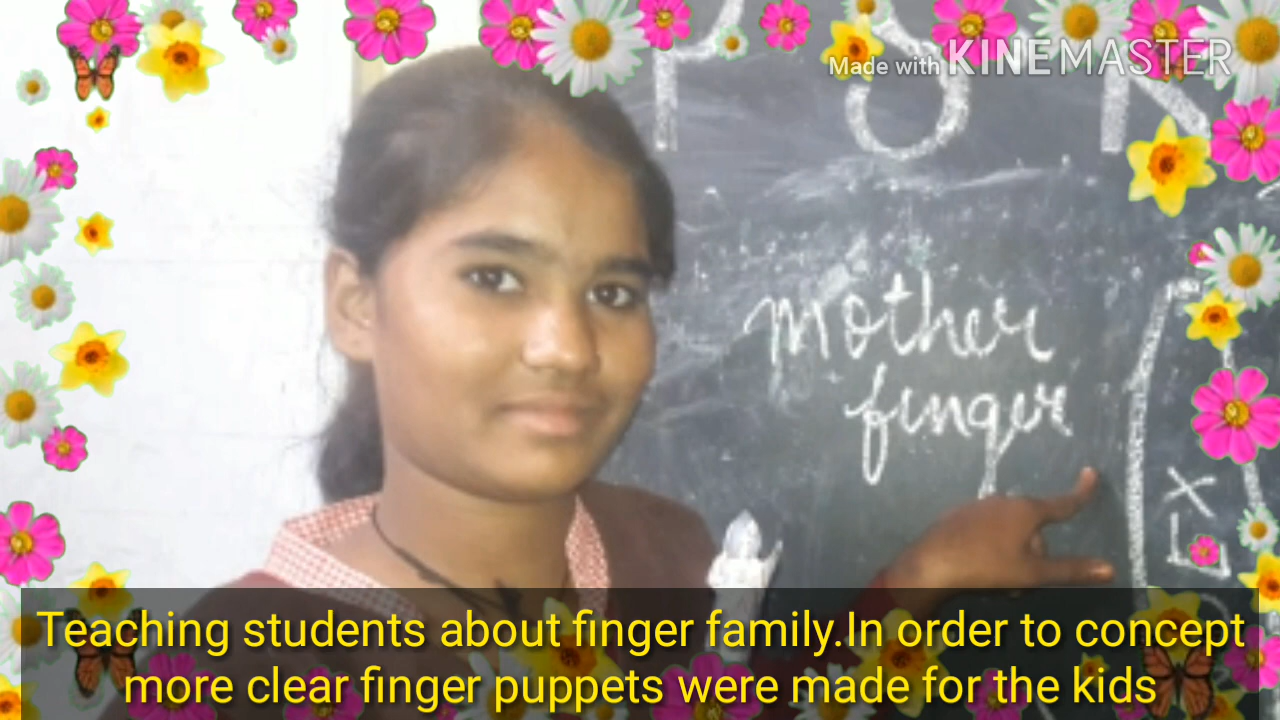 Made with KINEMASTER
mother
finger
Teaching students about finger family.In order to concept
more clear finger puppets were made for the kids